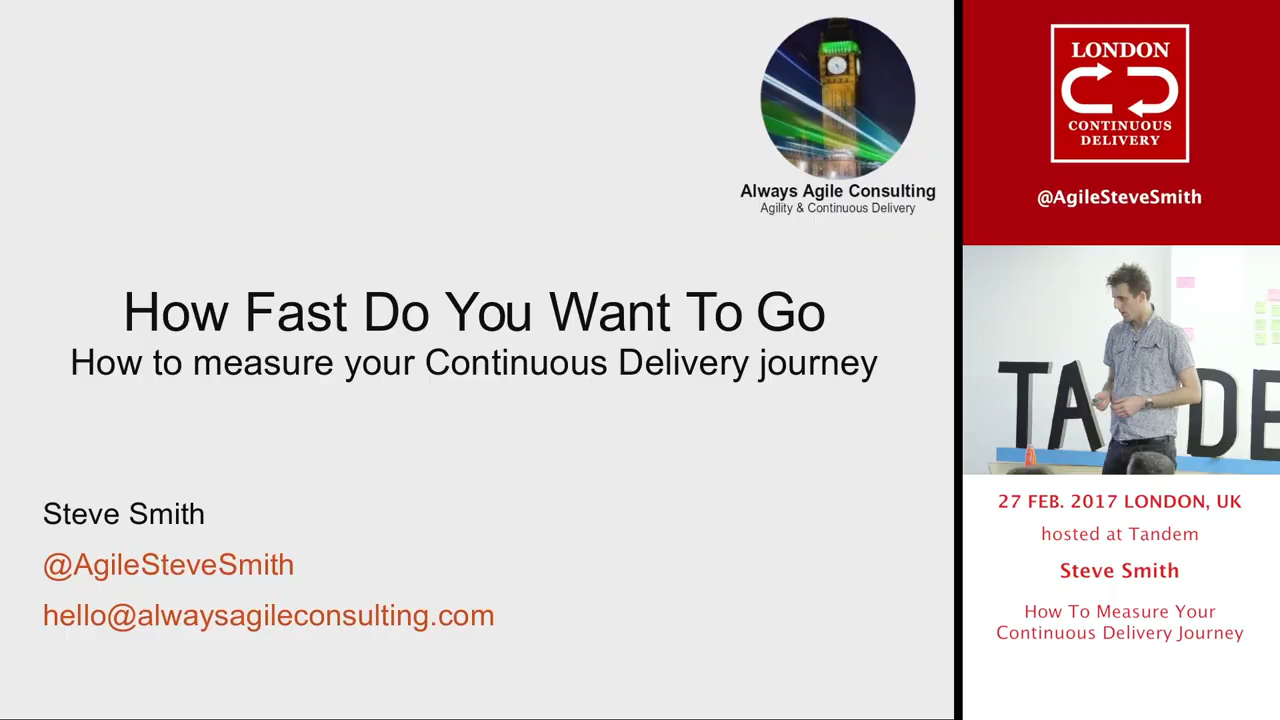 Always Agile Consulting
Agility & Continuous Delivery
How Fast Do You Want To Go
How to measure your Continuous Delivery journey
Steve Smith
@AgileSteveSmith
hello@alwaysagileconsulting.com
LONDON
CONTINUOUS
DELIVERY
@AgileSteveSmith
TANDE
27 FEB. 2017 LONDON, UK
hosted at Tandem
Steve Smith
How To Measure Your
Continuous Delivery Journey